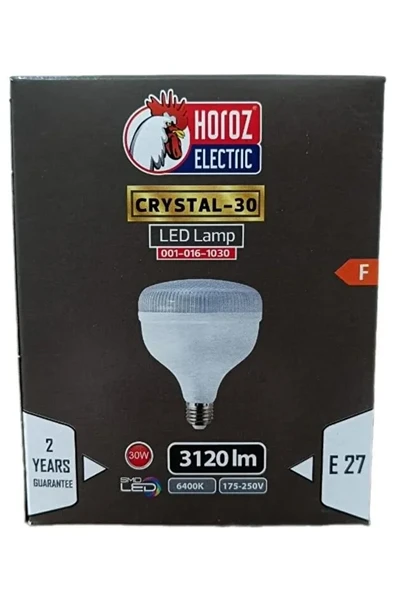 HOROZ
ELECTRIC
CRYSTAL-30
LED Lamp
001-016-1030
F
2
YEARS
GUARANTEE
30W
3120 lm
E 27
SMD
LED
6400K
175-250V